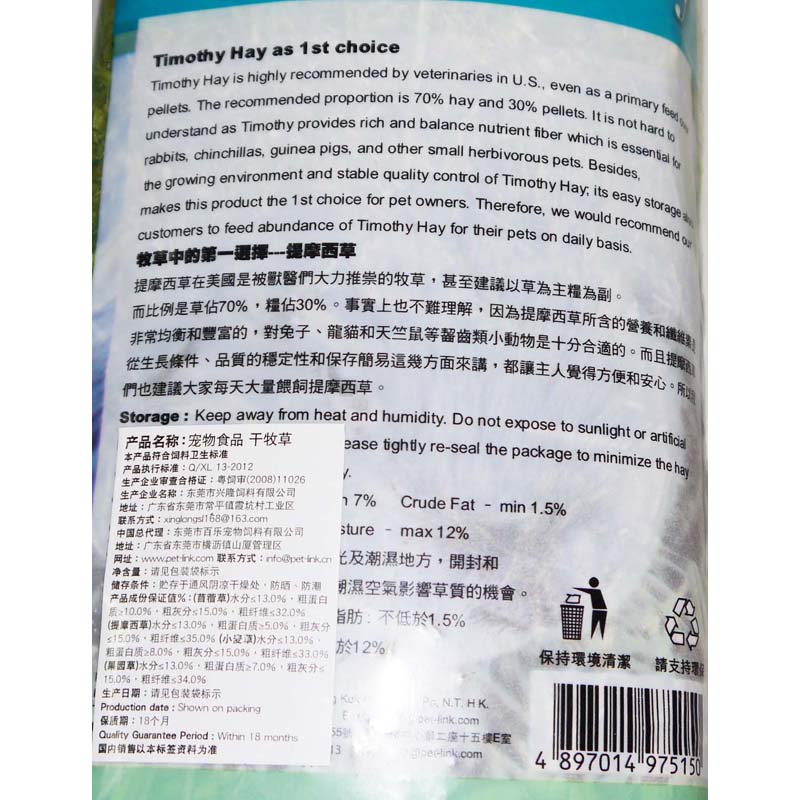 Timothy Hay as 1st choice
Timothy Hay is highly recommended by veterinaries in U.S., even as a primary feed over
pellets. The recommended proportion is 70% hay and 30% pellets. It is not hard to
understand as Timothy provides rich and balance nutrient fiber which is essential for
rabbits, chinchillas, guinea pigs, and other small herbivorous pets. Besides,
the growing environment and stable quality control of Timothy Hay; its easy storage
makes this product the 1st choice for pet owners. Therefore, we would recommend our
customers to feed abundance of Timothy Hay for their pets on daily basis.
牧草中的第一選擇---提摩西草
提摩西草在美國是被獸醫們大力推祟的牧草，甚至建議以草為主糧為副。
而比例是草佔70%，糧佔30%。事實上也不難理解，因為提摩西草所含的營養和纖維素
非常均衡和豐富的，對兔子、龍貓和天竺鼠等齧齒類小動物是十分合適的。而且提摩西
從生長條件、品質的穩定性和保存簡易這幾方面來講，都讓主人覺得方便和安心。所以
們也建議大家每天大量餵飼提摩西草。
Storage : Keep away from heat and humidity. Do not expose to sunlight or artificial
ease tightly re-seal the package to minimize the hay
y.
7% Crude Fat - min 1.5%
sture - max 12%
光及潮濕地方，開封和
潮濕空氣影響草質的機會。
脂肪：不低於1.5%
於12%
产品名称：宠物食品 干牧草
本产品符合饲料卫生标准
产品执行标准：Q/XL 13-2012
生产企业审查合格证：粤饲审(2008)11026
生产企业名称：东莞市兴隆饲料有限公司
地址：广东省东莞市常平镇霞坑村工业区
联系方式：xinglongsl168@163.com
中国总代理：东莞市百乐宠物饲料有限公司
地址：广东省东莞市横沥镇山厦管理区
网址：www.pet-link.com 联系方式：info@pet-link.cn
净含量：请见包装袋标示
储存条件：贮存于通风阴凉干燥处、防晒、防潮
产品成份保证值%：(苜蓿草)水分≤13.0%，粗蛋白
质≥10.0%，粗灰分≤15.0%，粗纤维≤32.0%
(提摩西草)水分≤13.0%，粗蛋白质≥5.0%，粗灰分
≤15.0%，粗纤维≤35.0% (小麦草)水分≤13.0%，
粗蛋白质≥8.0%，粗灰分≤15.0%，粗纤维≤33.0%
(果园草)水分≤13.0%，粗蛋白质≥7.0%，粗灰分≤
15.0%，粗纤维≤34.0%
生产日期：请见包装袋标示
Production date : Shown on packing
保质期：18个月
Quality Guarantee Period : Within 18 months
国内销售以本标签资料为准
N.T. H K.
pet-link.com
二座十五樓E室
@pet-link
保持環境清潔
請支持環保
4 897014 975150